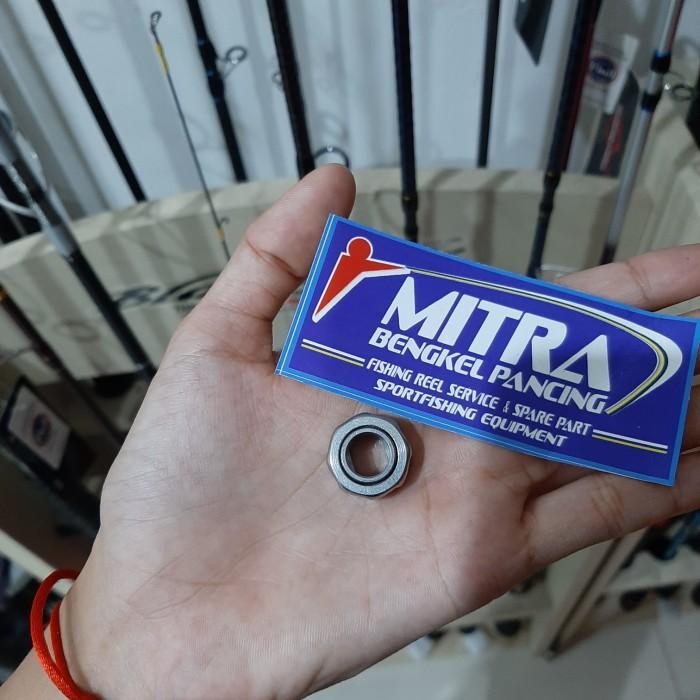 MITRA
BENGKEL PANCING
FISHING REEL SERVICE & SPARE PART
SPORTFISHING EQUIPMENT